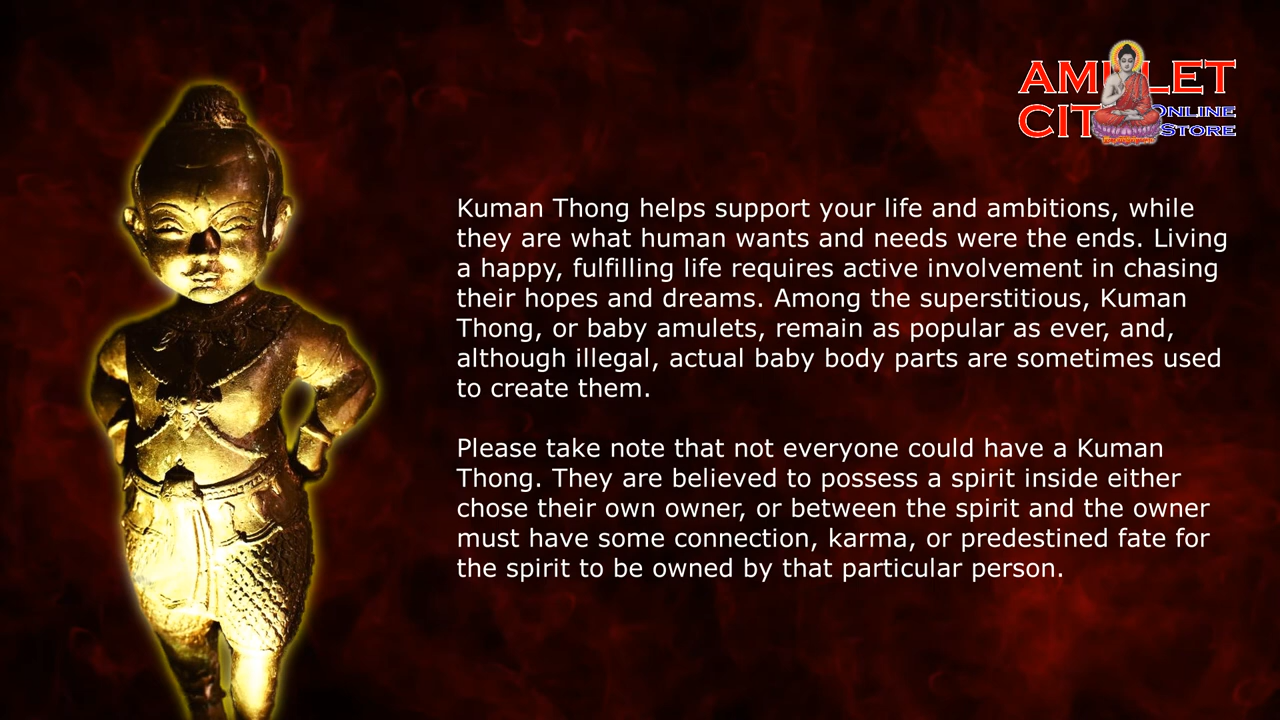 AMULET
CITY ONLINE
STORE
Kuman Thong helps support your life and ambitions, while
they are what human wants and needs were the ends. Living
a happy, fulfilling life requires active involvement in chasing
their hopes and dreams. Among the superstitious, Kuman
Thong, or baby amulets, remain as popular as ever, and,
although illegal, actual baby body parts are sometimes used
to create them.
Please take note that not everyone could have a Kuman
Thong. They are believed to possess a spirit inside either
chose their own owner, or between the spirit and the owner
must have some connection, karma, or predestined fate for
the spirit to be owned by that particular person.